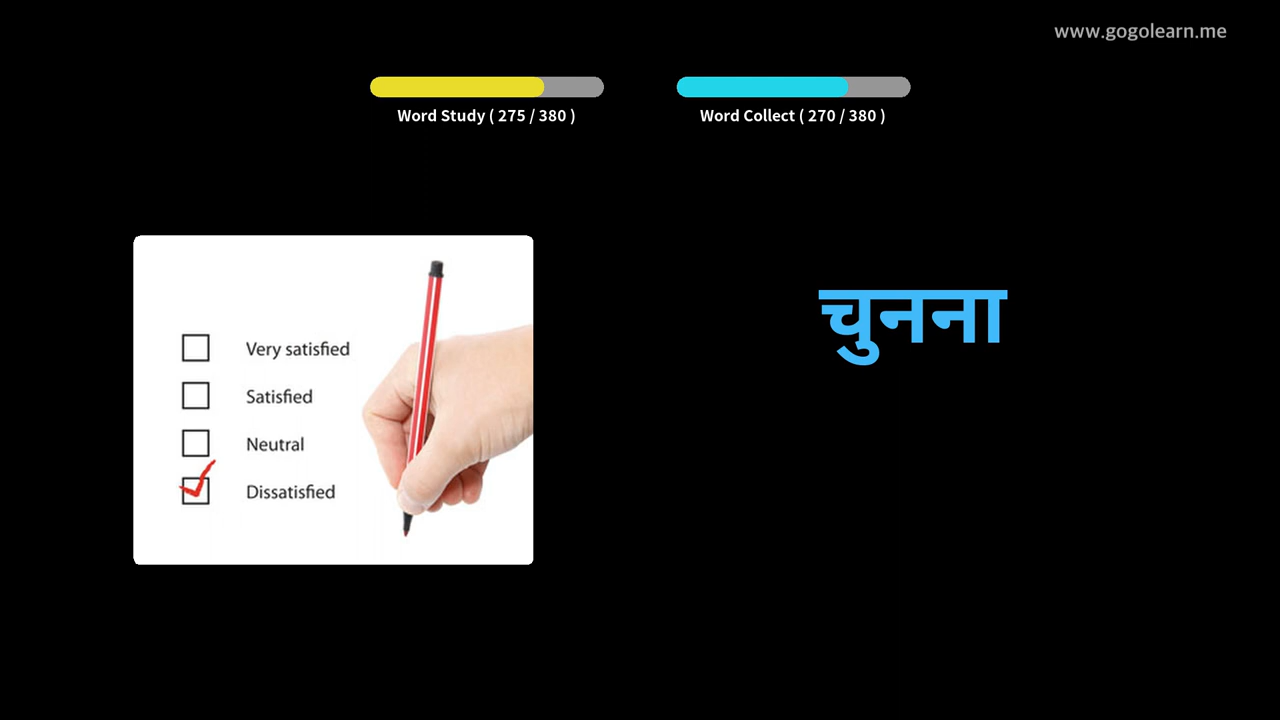 www.gogolearn.me
Word Study ( 275 / 380 )
Word Collect ( 270 / 380 )
Very satisfied
Satisfied
Neutral
Dissatisfied
चुनना